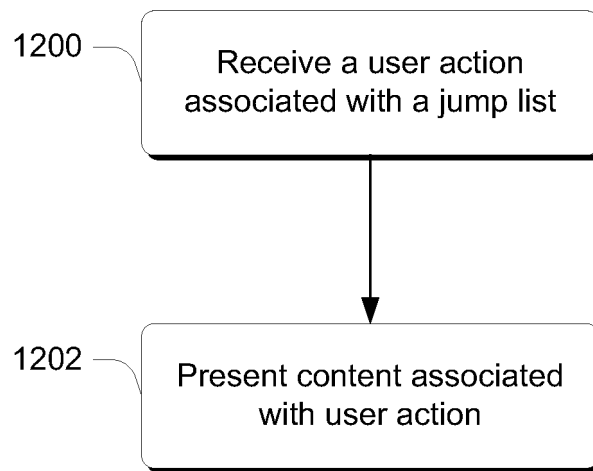 1200
Receive a user action
associated with a jump list
1202
Present content associated
with user action